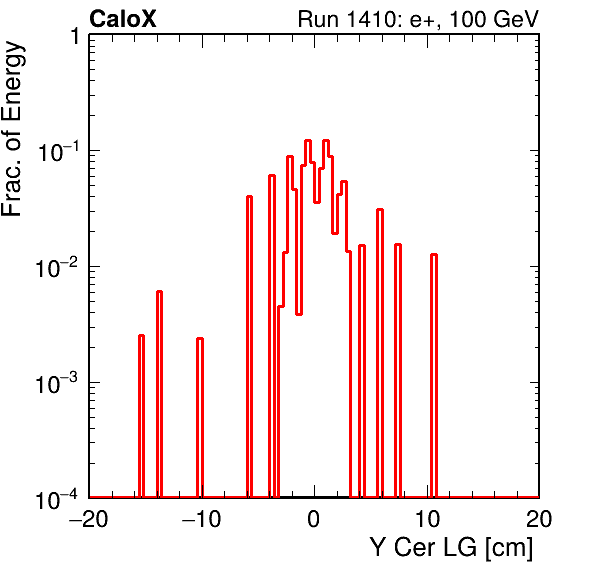 CaloX Run 1410: e+, 100 GeV
Frac. of Energy
1
10⁻¹
10⁻²
10⁻³
10⁻⁴
−20 −10 0 10 20
Y Cer LG [cm]